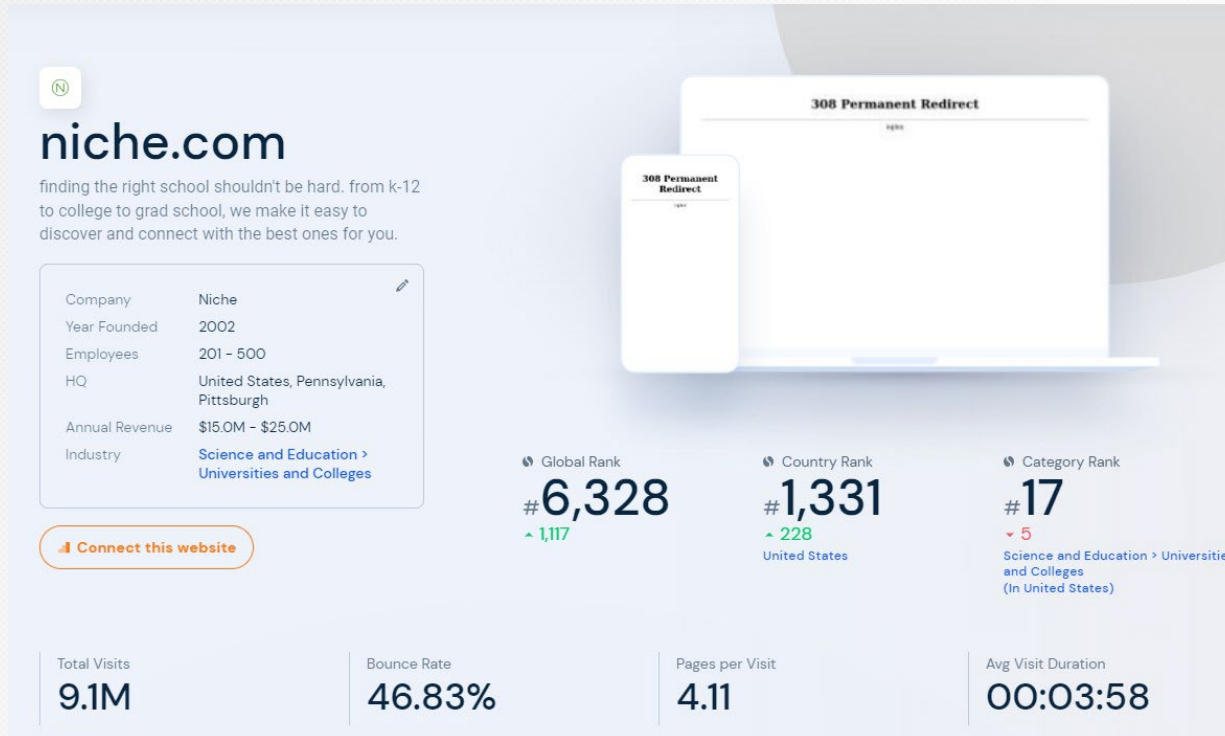 N
niche.com
finding the right school shouldn't be hard. from k-12
to college to grad school, we make it easy to
discover and connect with the best ones for you.
Company Niche
Year Founded 2002
Employees 201 - 500
HQ United States, Pennsylvania,
Pittsburgh
Annual Revenue $15.0M - $25.0M
Industry Science and Education >
Universities and Colleges
Connect this website
308 Permanent Redirect
nginx
308 Permanent
Redirect
nginx
Global Rank
#6,328
1,117
Country Rank
#1,331
228
United States
Category Rank
#17
5
Science and Education > Universitie
and Colleges
(In United States)
Total Visits
9.1M
Bounce Rate
46.83%
Pages per Visit
4.11
Avg Visit Duration
00:03:58